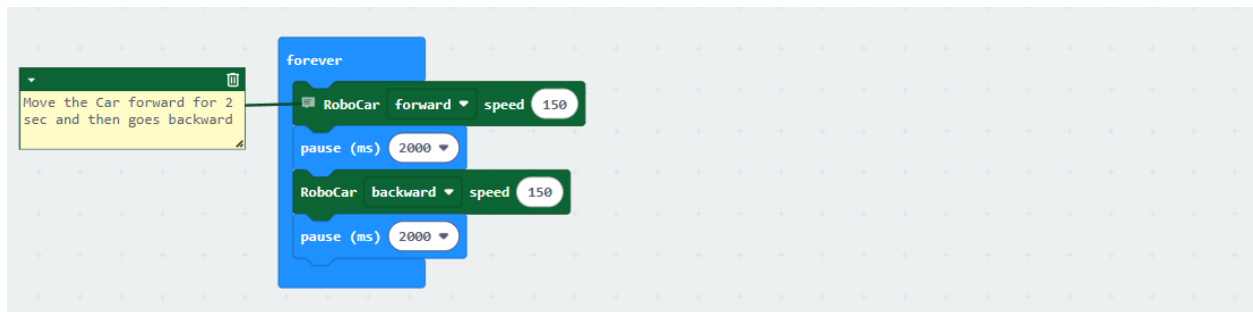 forever
Move the Car forward for 2
sec and then goes backward
RoboCar forward speed 150
pause (ms) 2000
RoboCar backward speed 150
pause (ms) 2000